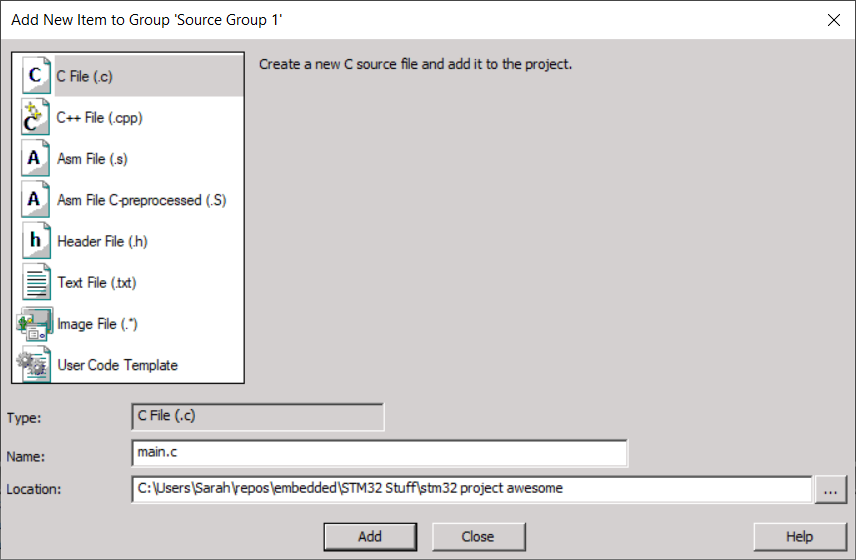 Add New Item to Group 'Source Group 1'
C File (.c)
Create a new C source file and add it to the project.
C++ File (.cpp)
Asm File (.s)
Asm File C-preprocessed (.S)
Header File (.h)
Text File (.txt)
Image File (.*)
User Code Template
Type:
C File (.c)
Name:
main.c
Location:
C:\Users\Sarah\repos\embedded\STM32 Stuff\stm32 project awesome
...
Add
Close
Help